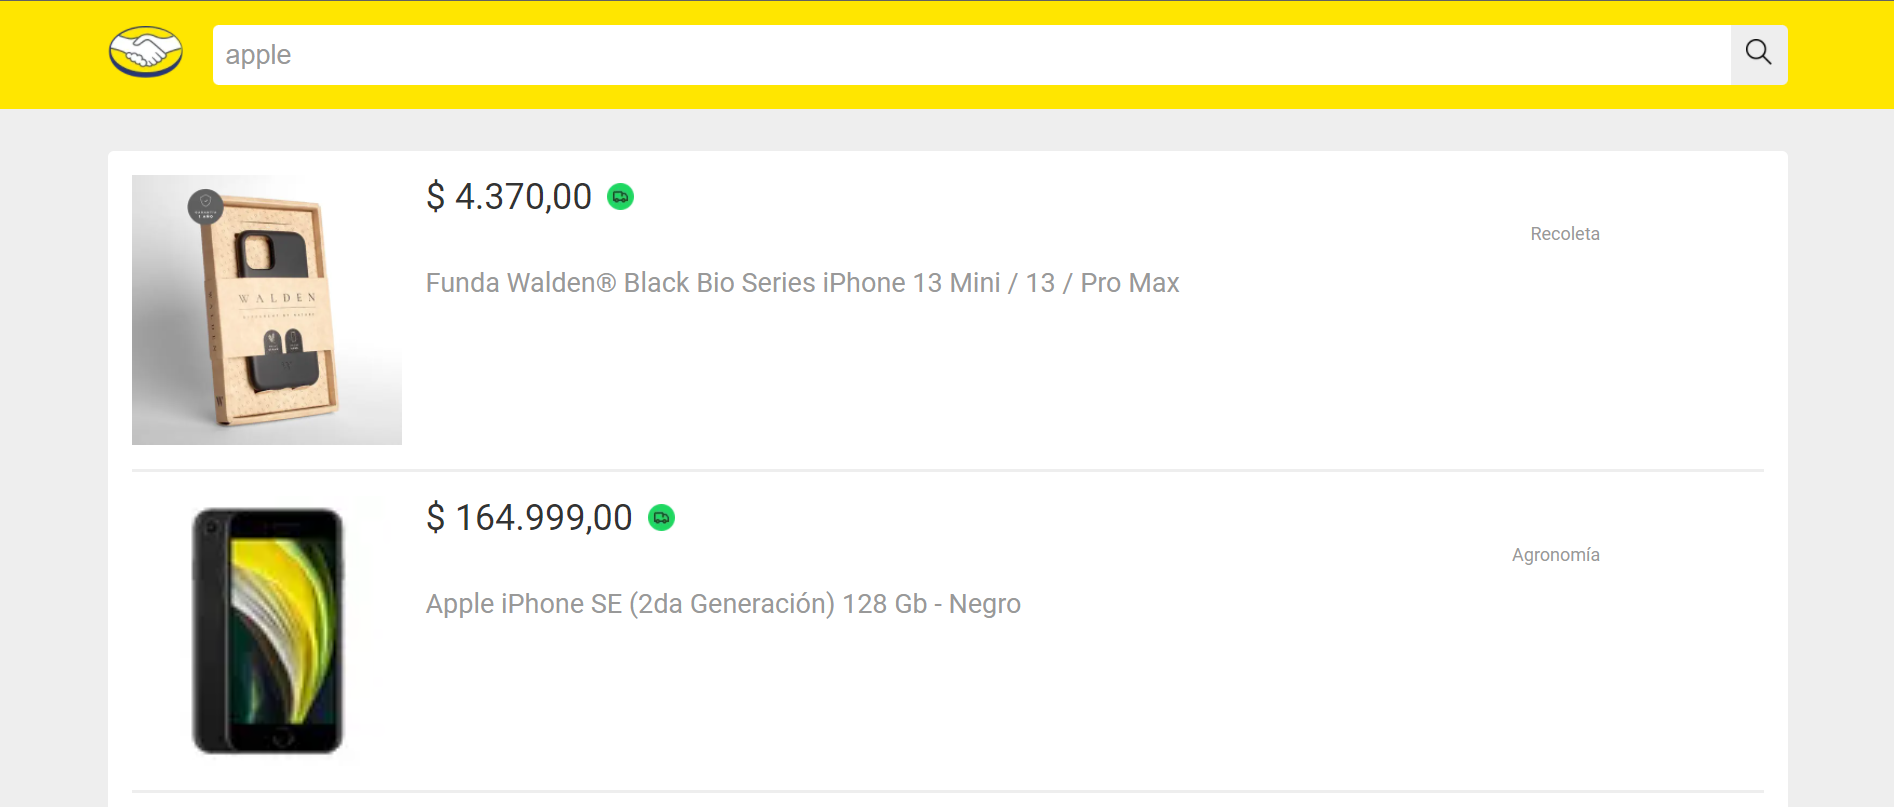 apple
$ 4.370,00
Recoleta
Funda Walden® Black Bio Series iPhone 13 Mini / 13 / Pro Max
WALDEN
$ 164.999,00
Agronomía
Apple iPhone SE (2da Generación) 128 Gb - Negro